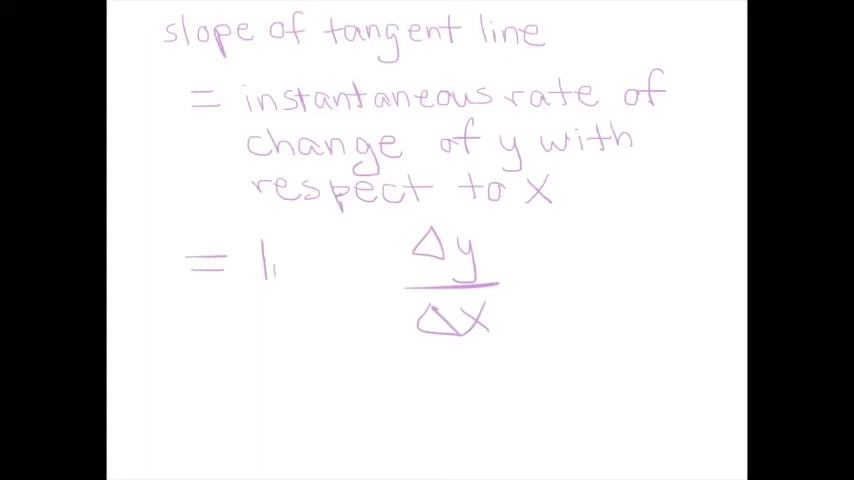 slope of tangent line
= instantaneous rate of
change of y with
respect to x
= l Δy
Δx